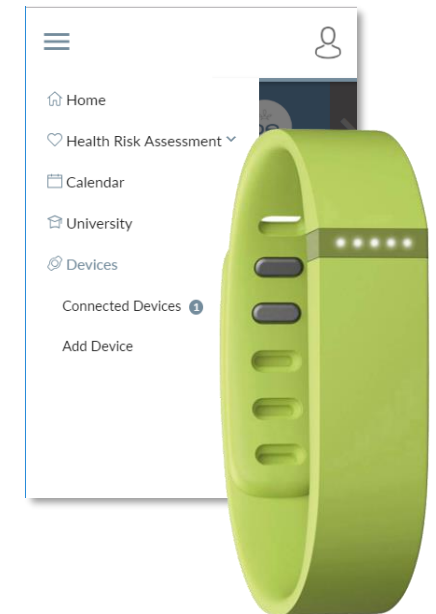 Home
Health Risk Assessment
Calendar
University
Devices
Connected Devices 1
Add Device